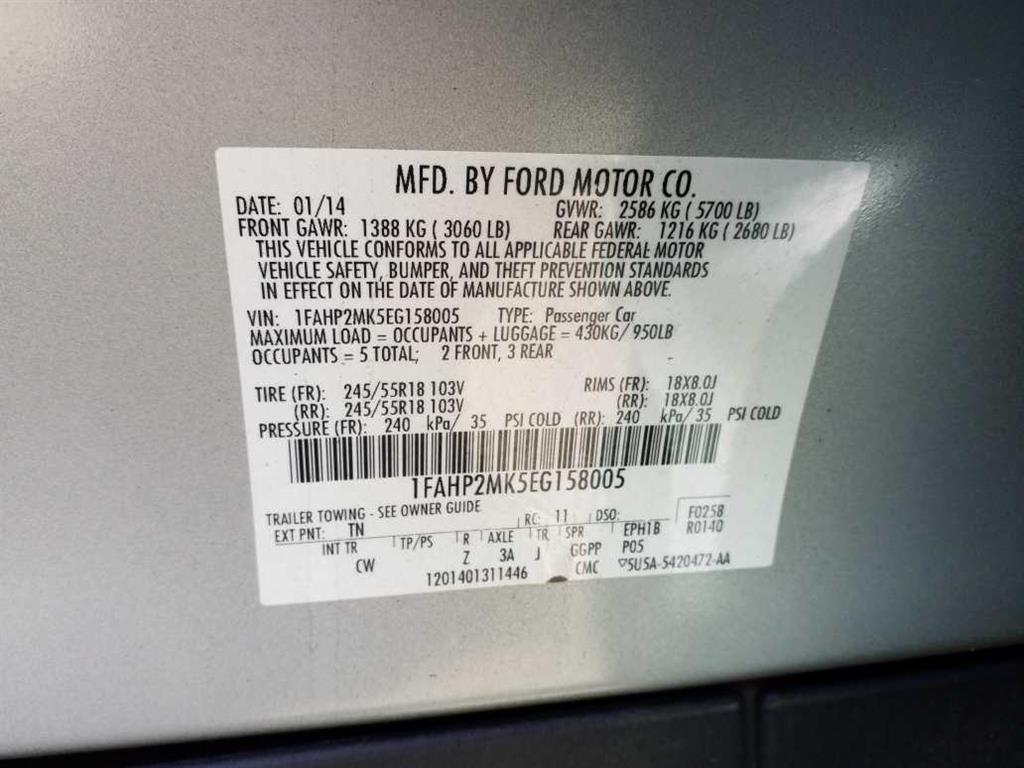 MFD. BY FORD MOTOR CO.
DATE: 01/14 GVWR: 2586 KG ( 5700 LB)
FRONT GAWR: 1388 KG ( 3060 LB) REAR GAWR: 1216 KG ( 2680 LB)
THIS VEHICLE CONFORMS TO ALL APPLICABLE FEDERAL MOTOR
VEHICLE SAFETY, BUMPER, AND THEFT PREVENTION STANDARDS
IN EFFECT ON THE DATE OF MANUFACTURE SHOWN ABOVE.
VIN: 1FAHP2MK5EG158005 TYPE: Passenger Car
MAXIMUM LOAD = OCCUPANTS + LUGGAGE = 430KG/ 950LB
OCCUPANTS = 5 TOTAL; 2 FRONT, 3 REAR
TIRE (FR): 245/55R18 103V RIMS (FR): 18X8.0J
(RR): 245/55R18 103V (RR): 18X8.0J
PRESSURE (FR): 240 kPa/ 35 PSI COLD (RR): 240 kPa/ 35 PSI COLD
1FAHP2MK5EG158005
TRAILER TOWING - SEE OWNER GUIDE
EXT PNT: TN RC: 11 DSO: F0258
INT TR TP/PS R AXLE TR SPR EPH1B R0140
CW Z 3A J GGPP P05
1201401311446 CMC ▽5U5A-5420472-AA